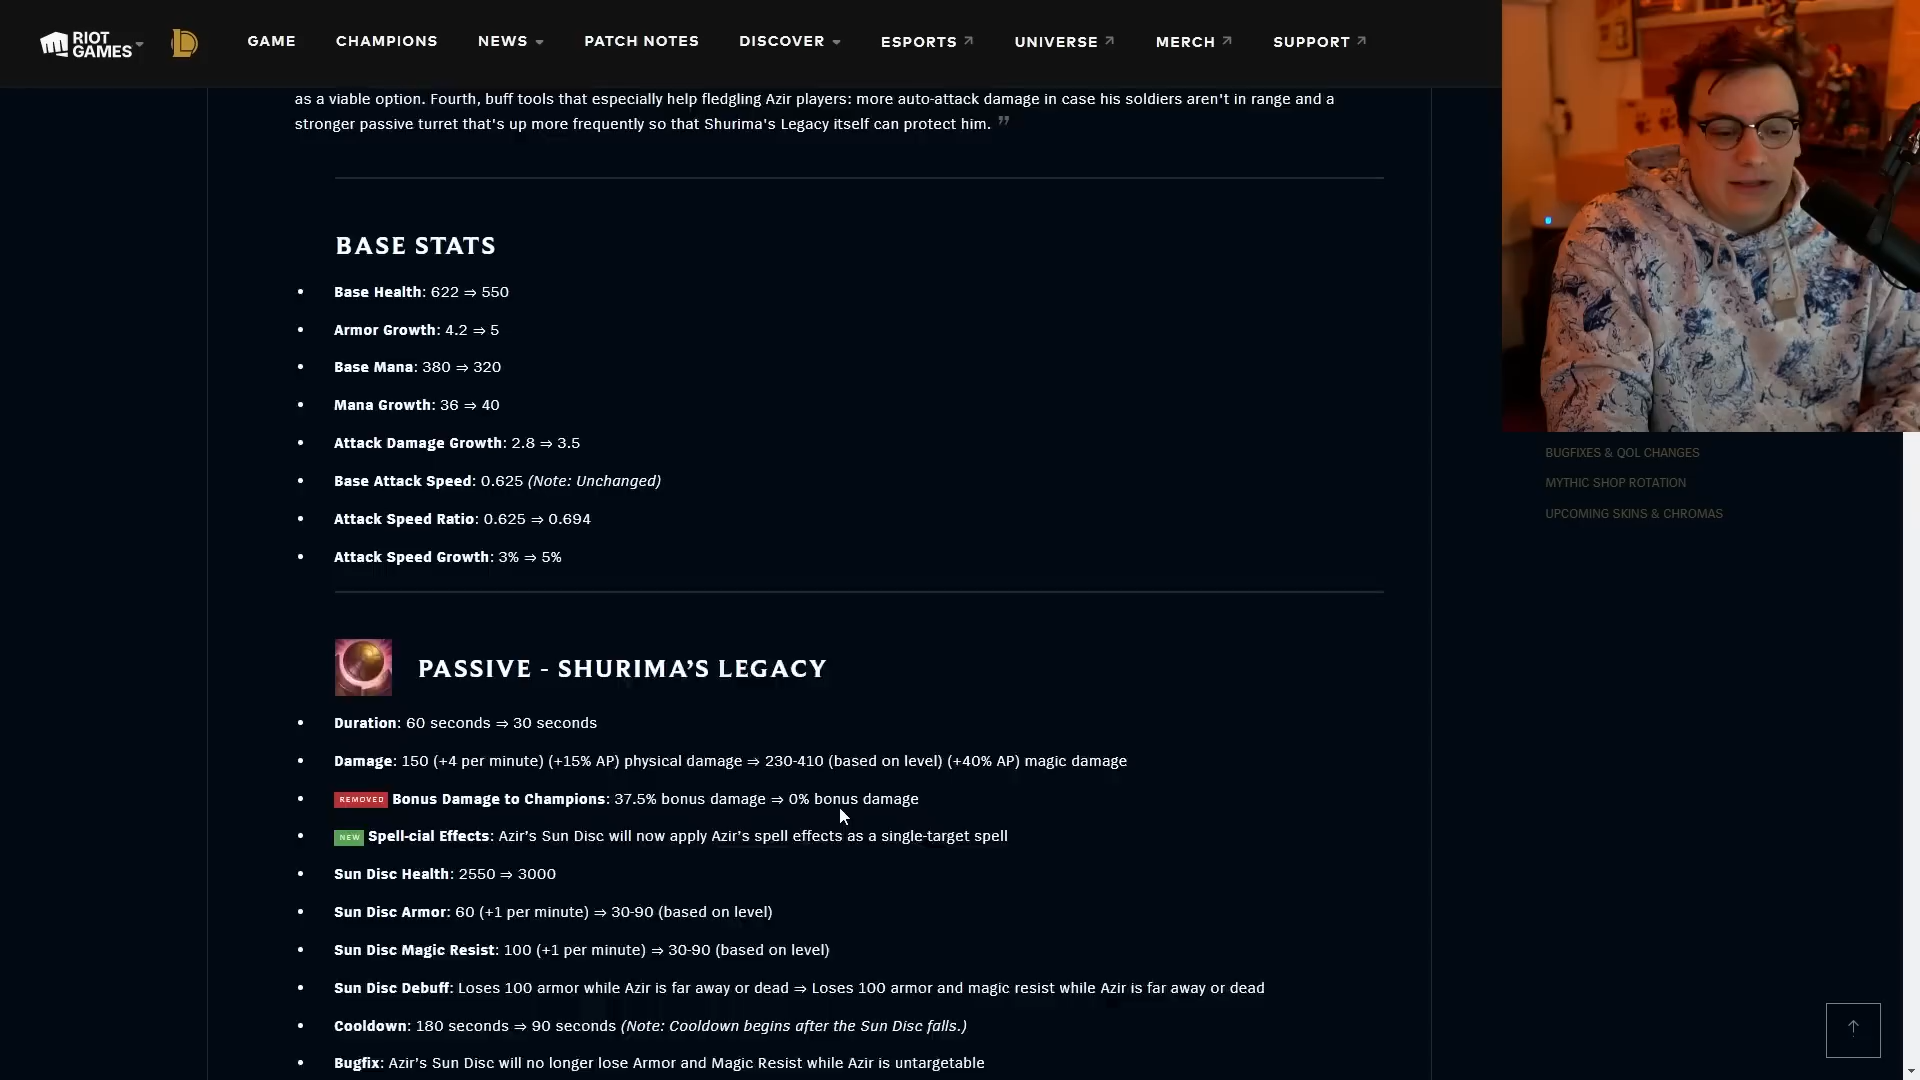 RIOT GAMES
GAME
CHAMPIONS
NEWS
PATCH NOTES
DISCOVER
ESPORTS
UNIVERSE
MERCH
SUPPORT
as a viable option. Fourth, buff tools that especially help fledgling Azir players: more auto-attack damage in case his soldiers aren't in range and a
stronger passive turret that's up more frequently so that Shurima's Legacy itself can protect him. ”
BASE STATS
• Base Health: 622 ⇒ 550
• Armor Growth: 4.2 ⇒ 5
• Base Mana: 380 ⇒ 320
• Mana Growth: 36 ⇒ 40
• Attack Damage Growth: 2.8 ⇒ 3.5
• Base Attack Speed: 0.625 (Note: Unchanged)
• Attack Speed Ratio: 0.625 ⇒ 0.694
• Attack Speed Growth: 3% ⇒ 5%
PASSIVE - SHURIMA’S LEGACY
• Duration: 60 seconds ⇒ 30 seconds
• Damage: 150 (+4 per minute) (+15% AP) physical damage ⇒ 230-410 (based on level) (+40% AP) magic damage
• REMOVED Bonus Damage to Champions: 37.5% bonus damage ⇒ 0% bonus damage
• NEW Spell-cial Effects: Azir’s Sun Disc will now apply Azir’s spell effects as a single-target spell
• Sun Disc Health: 2550 ⇒ 3000
• Sun Disc Armor: 60 (+1 per minute) ⇒ 30-90 (based on level)
• Sun Disc Magic Resist: 100 (+1 per minute) ⇒ 30-90 (based on level)
• Sun Disc Debuff: Loses 100 armor while Azir is far away or dead ⇒ Loses 100 armor and magic resist while Azir is far away or dead
• Cooldown: 180 seconds ⇒ 90 seconds (Note: Cooldown begins after the Sun Disc falls.)
• Bugfix: Azir’s Sun Disc will no longer lose Armor and Magic Resist while Azir is untargetable
BUGFIXES & QOL CHANGES
MYTHIC SHOP ROTATION
UPCOMING SKINS & CHROMAS